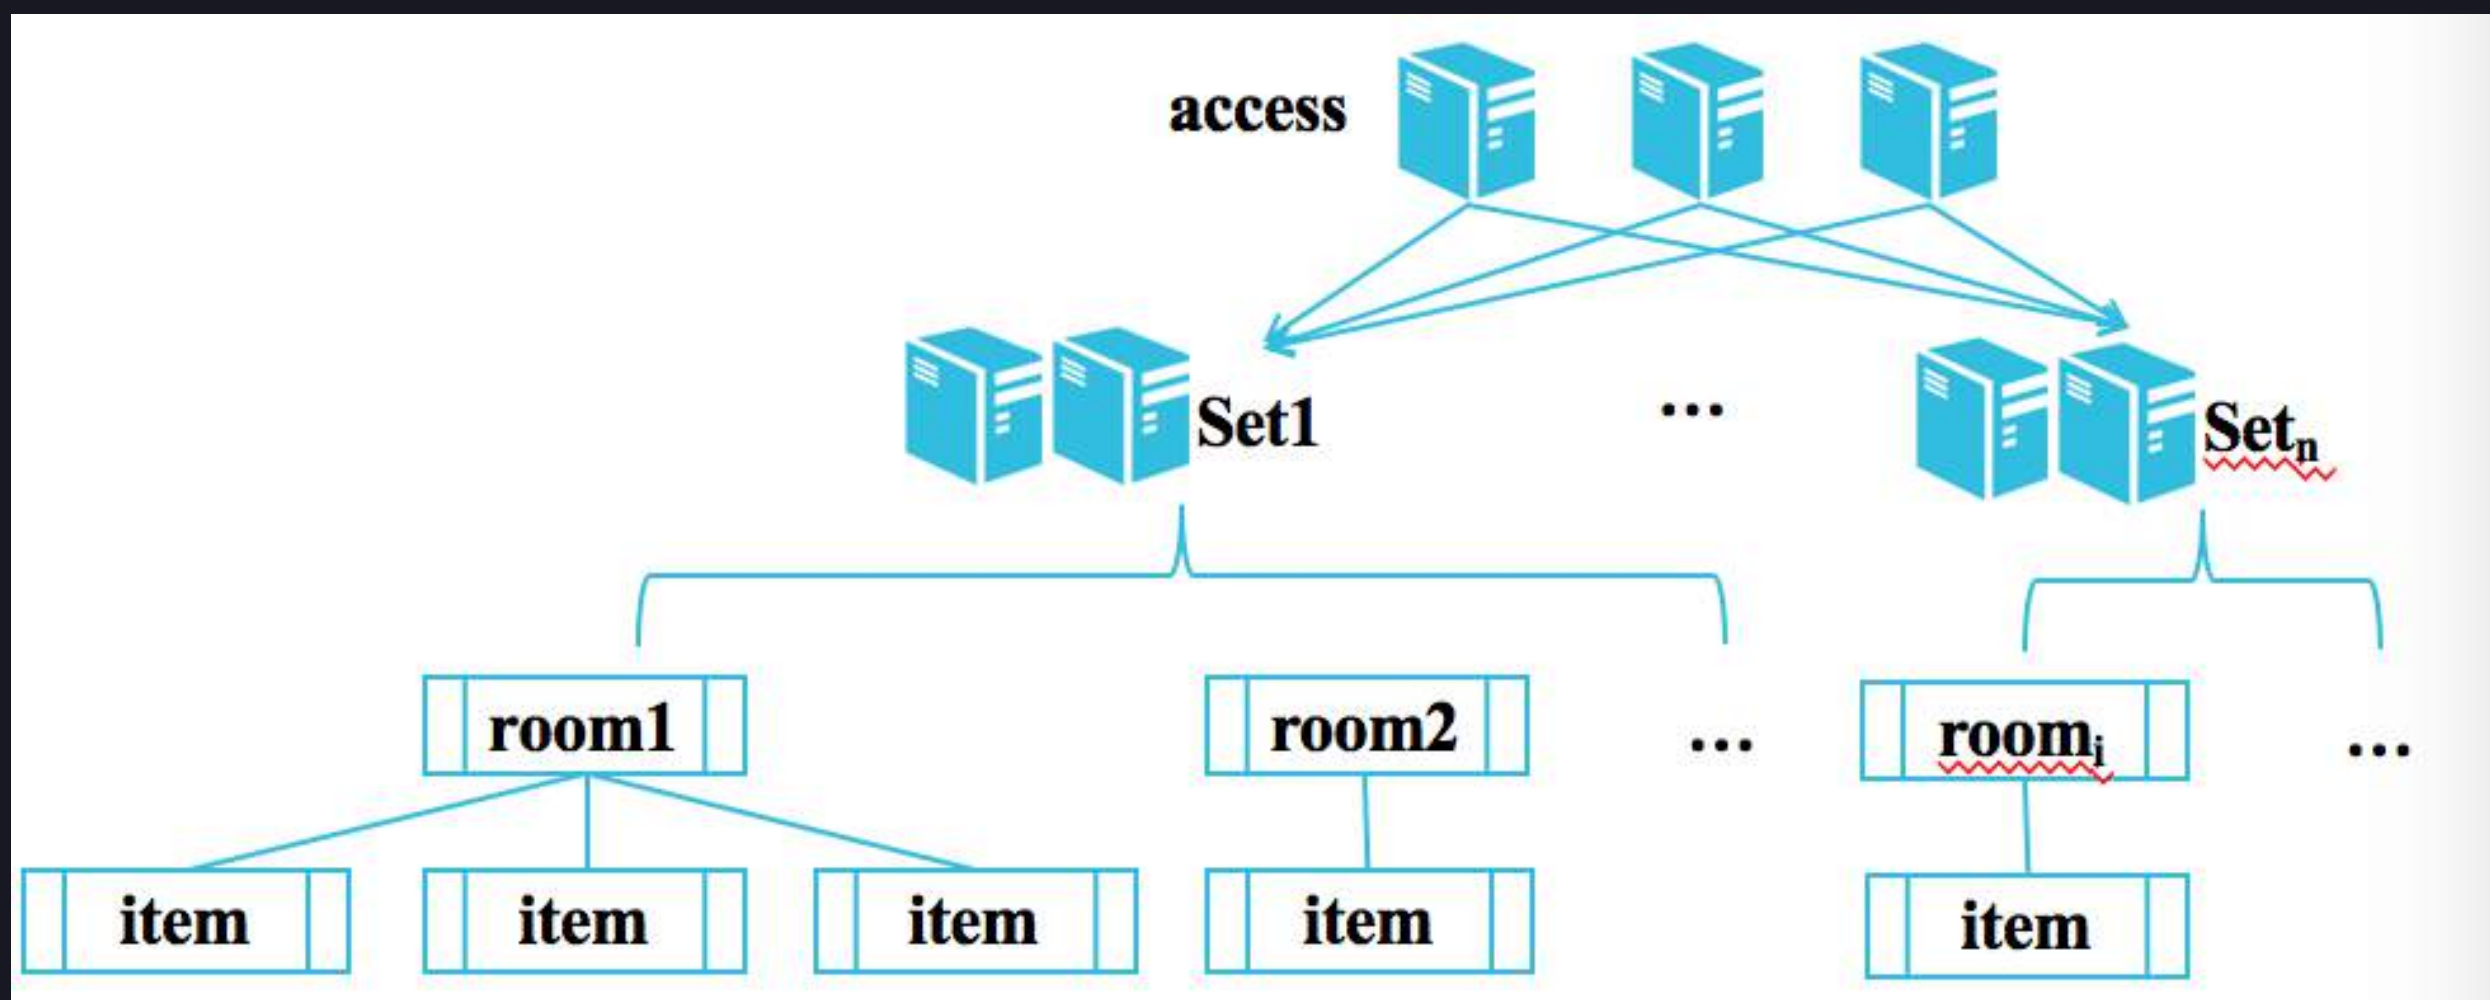 access
Set1
...
Setn
room1
room2
...
roomi
...
item
item
item
item
item